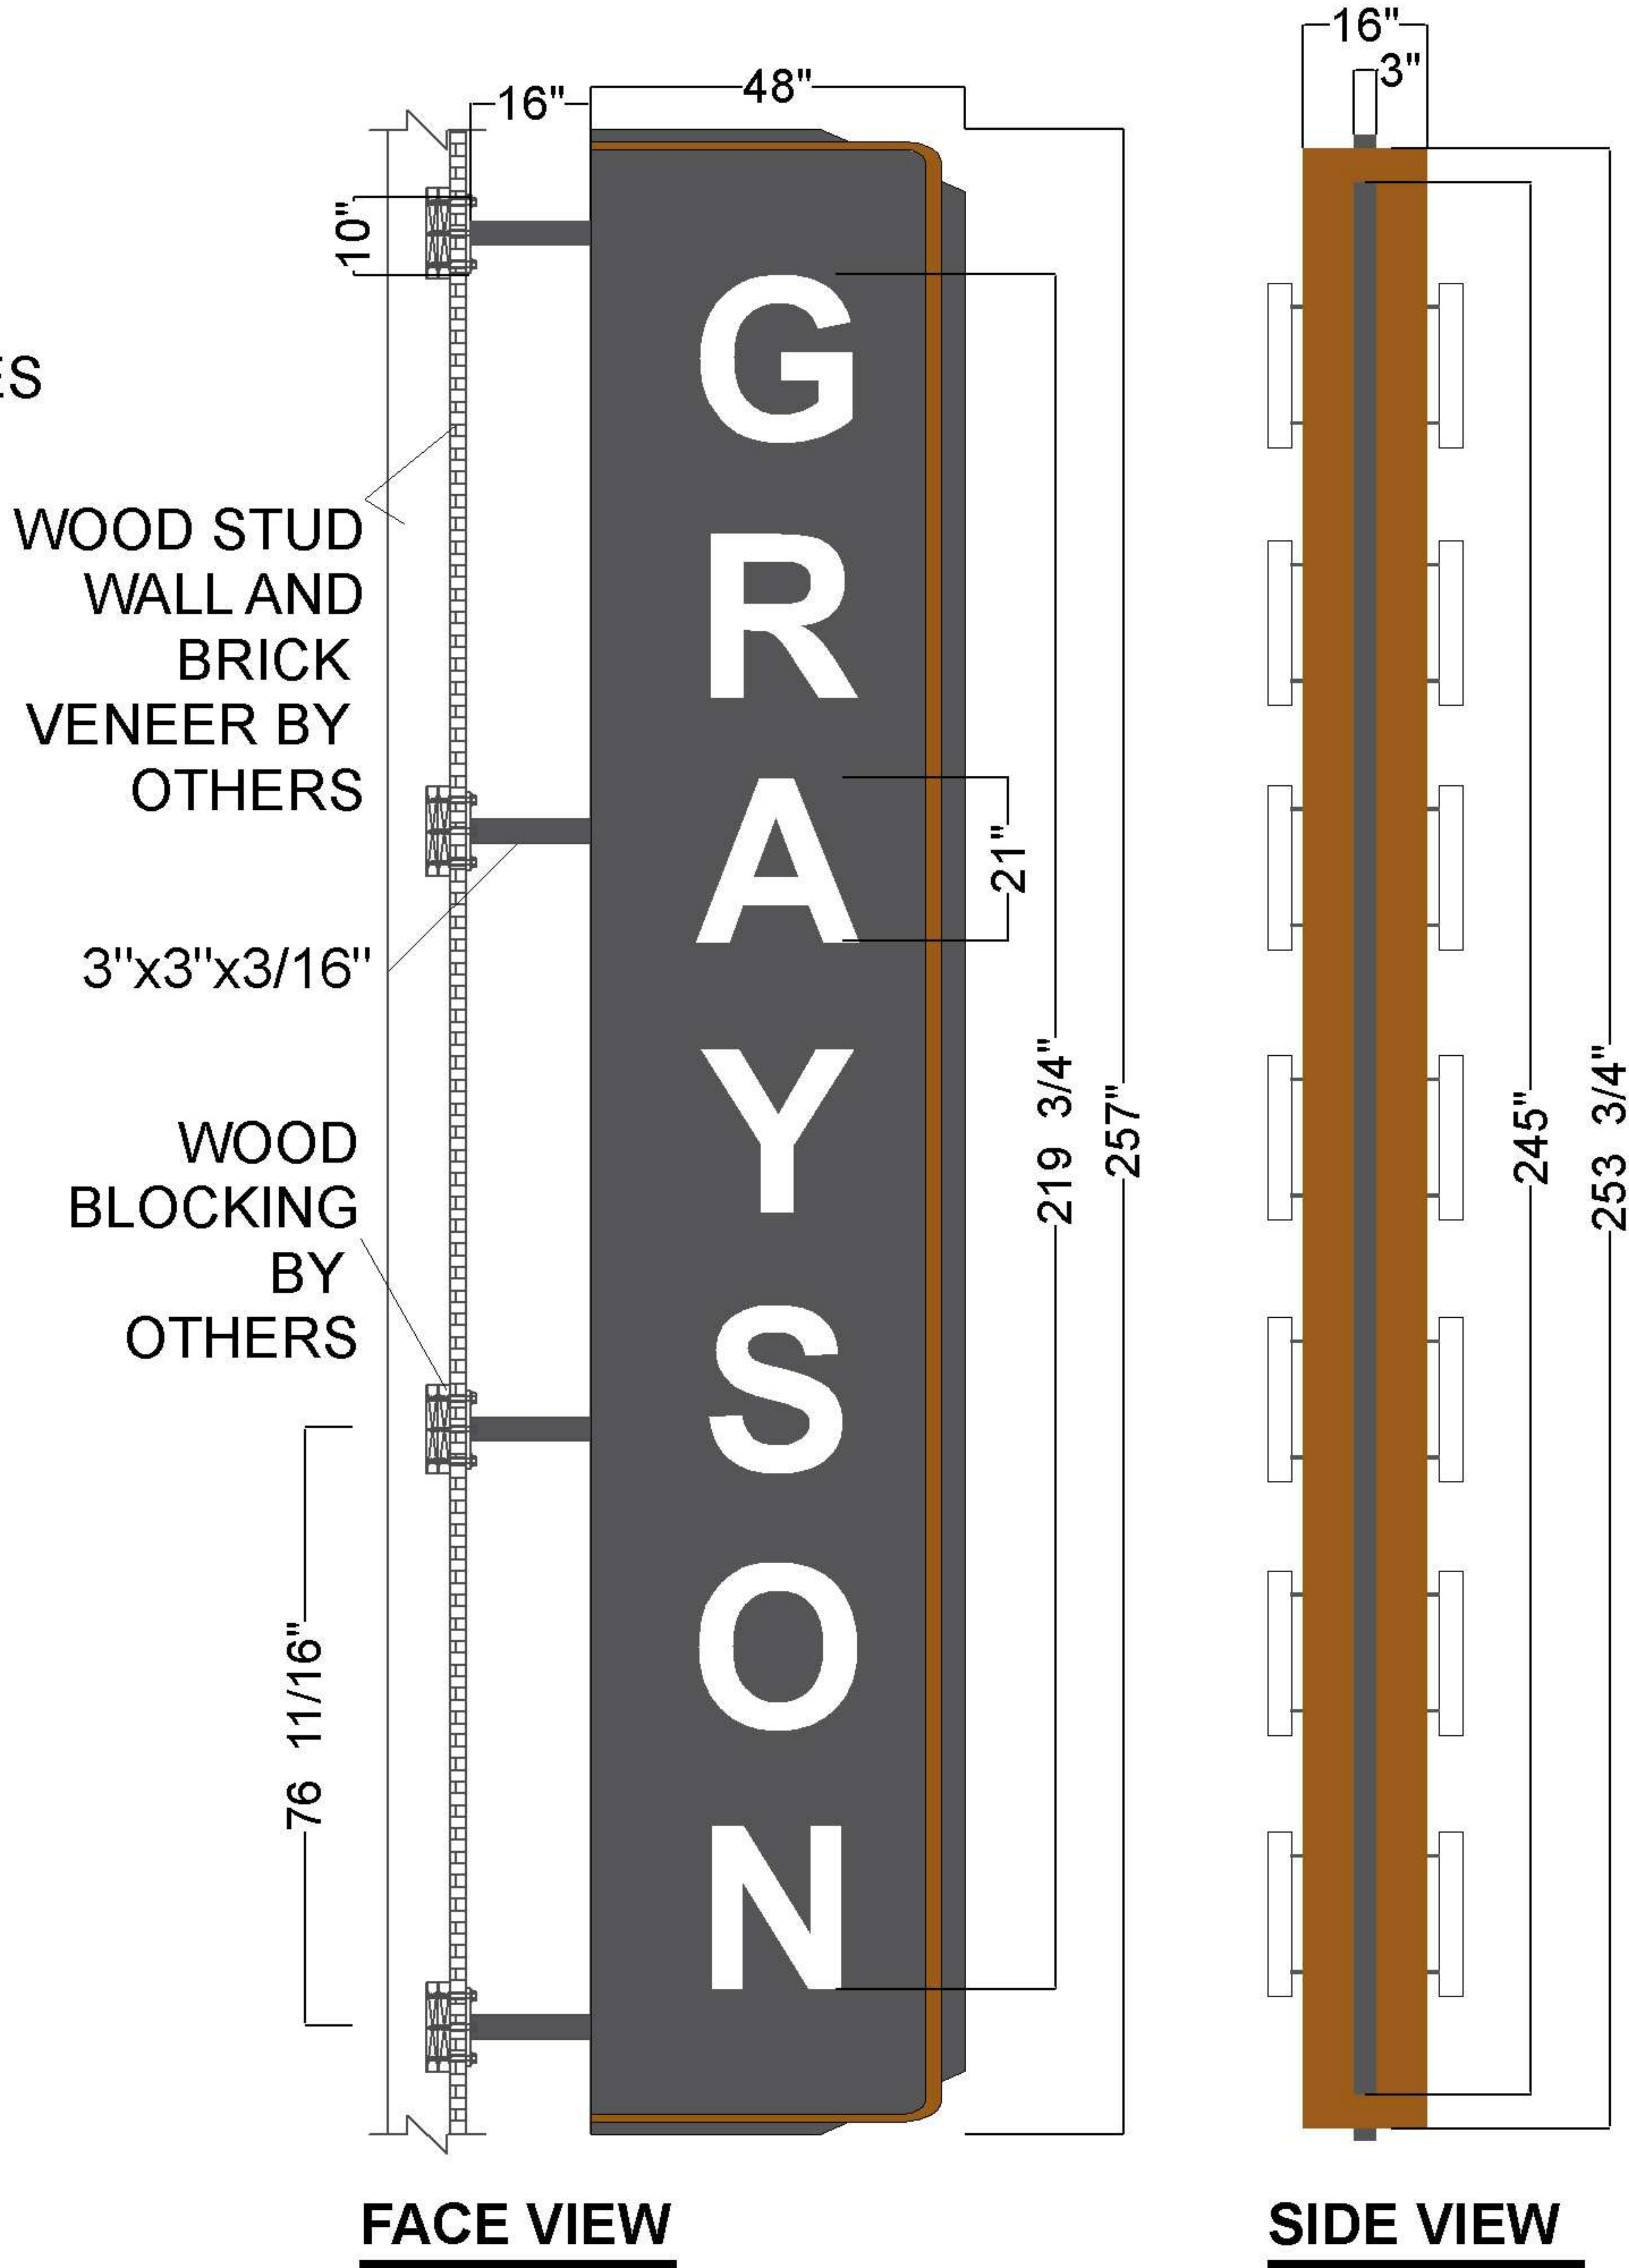 16"
3"
16"
48"
10"
ES
WOOD STUD
WALL AND
BRICK
VENEER BY
OTHERS
3"x3"x3/16"
WOOD
BLOCKING
BY
OTHERS
76 11/16"
G
R
A
Y
S
O
N
21"
219 3/4"
257"
245"
253 3/4"
FACE VIEW
SIDE VIEW